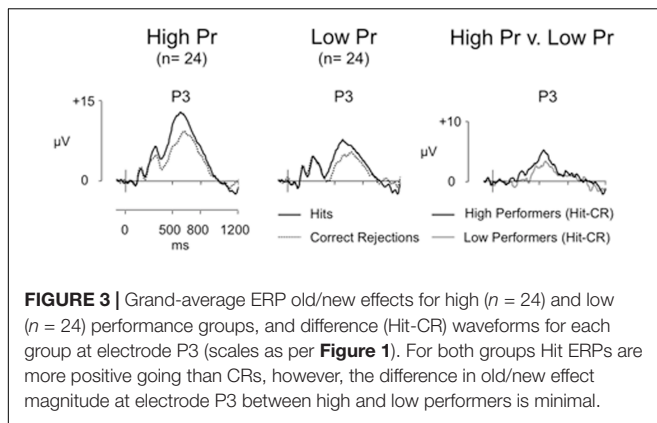 High Pr Low Pr High Pr v. Low Pr
(n= 24) (n= 24)
P3 P3 P3
+15 +10
µV µV
0 0
Hits High Performers (Hit-CR)
Correct Rejections Low Performers (Hit-CR)
0 500 800 1200
ms
FIGURE 3 | Grand-average ERP old/new effects for high (n = 24) and low
(n = 24) performance groups, and difference (Hit-CR) waveforms for each
group at electrode P3 (scales as per Figure 1). For both groups Hit ERPs are
more positive going than CRs, however, the difference in old/new effect
magnitude at electrode P3 between high and low performers is minimal.